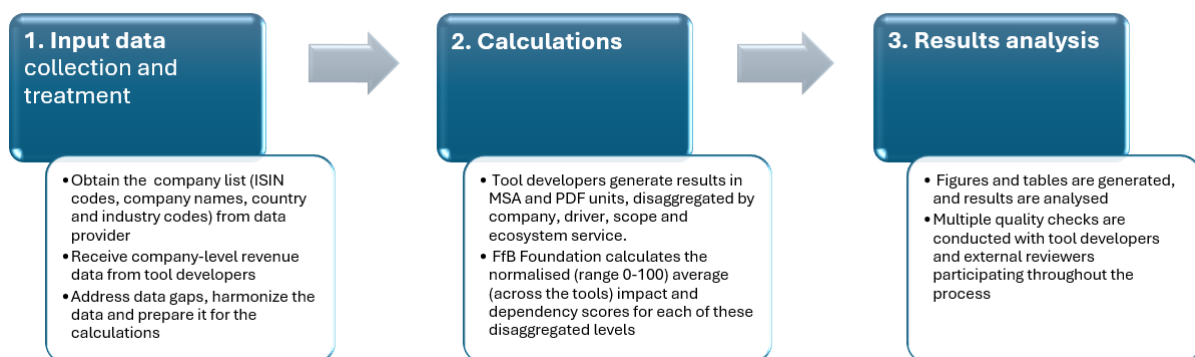 1. Input data
collection and
treatment
•Obtain the company list (ISIN
codes, company names, country
and industry codes) from data
provider
•Receive company-level revenue
data from tool developers
•Address data gaps, harmonize the
data and prepare it for the
calculations
2. Calculations
• Tool developers generate results in
MSA and PDF units, disaggregated by
company, driver, scope and
ecosystem service.
• FfB Foundation calculates the
normalised (range 0-100) average
(across the tools) impact and
dependency scores for each of these
disaggregated levels
3. Results analysis
• Figures and tables are generated,
and results are analysed
• Multiple quality checks are
conducted with tool developers
and external reviewers
participating throughout the
process